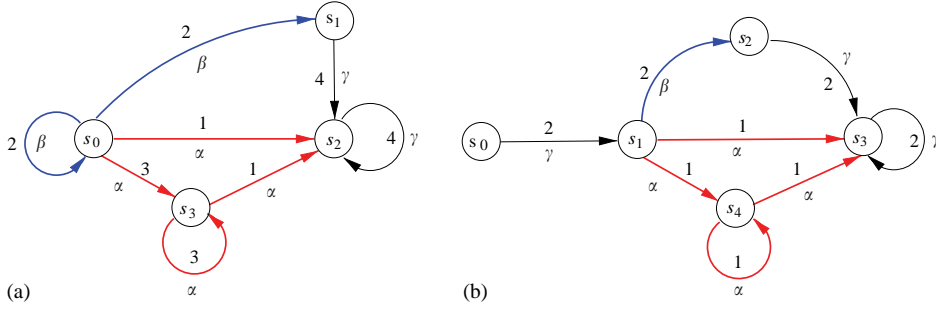 2 β s₁
4 γ
2 β s₀ 1 α s₂ 4 γ
3 α 1 α
s₃
3
α
(a)
s₂
2 β γ 2
s₀ 2 γ s₁ 1 α s₃ 2 γ
α 1 1 α
s₄
1
α
(b)